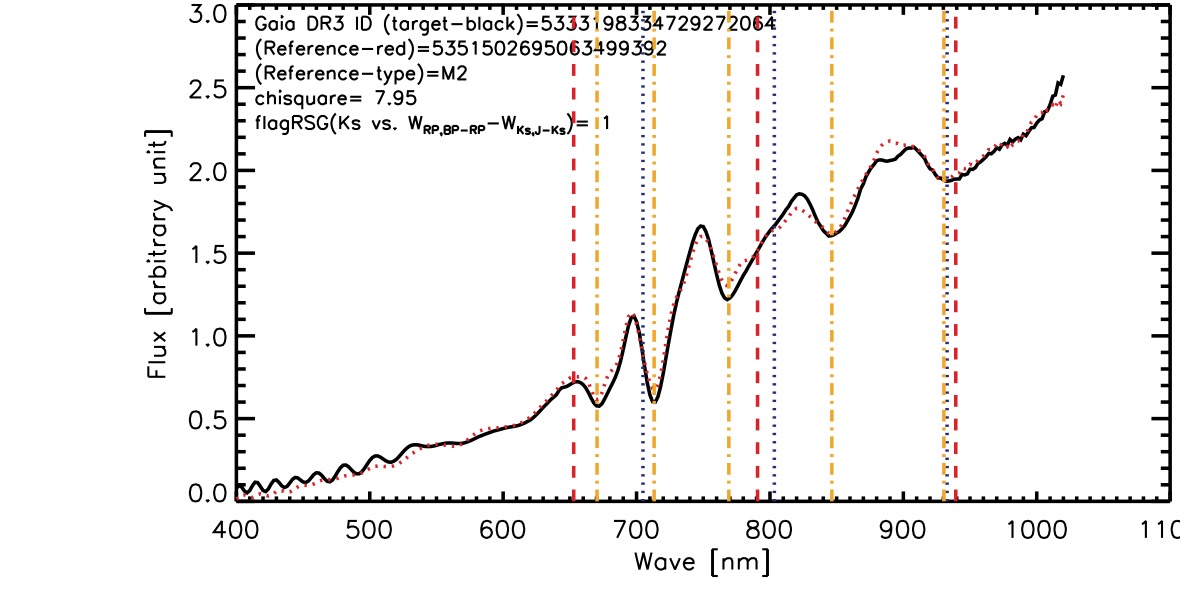 3.0
Gaia DR3 ID (target-black)=5333198334729272064
(Reference-red)=5351502695063499392
2.5
(Reference-type)=M2
chisquare= 7.95
flagRSG(Ks vs. WRP,BP-RP-WKs,J-Ks)= 1
2.0
1.5
1.0
0.5
0.0
Flux [arbitrary unit]
400 500 600 700 800 900 1000 110
Wave [nm]